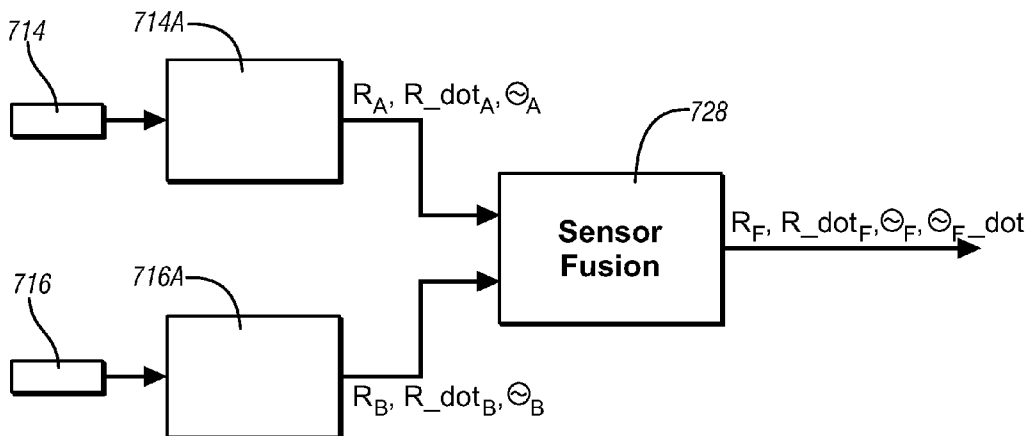 714
714A
R_A, R_dot_A, Θ_A
728
Sensor
Fusion
R_F, R_dot_F, Θ_F, Θ_F_dot
716
716A
R_B, R_dot_B, Θ_B